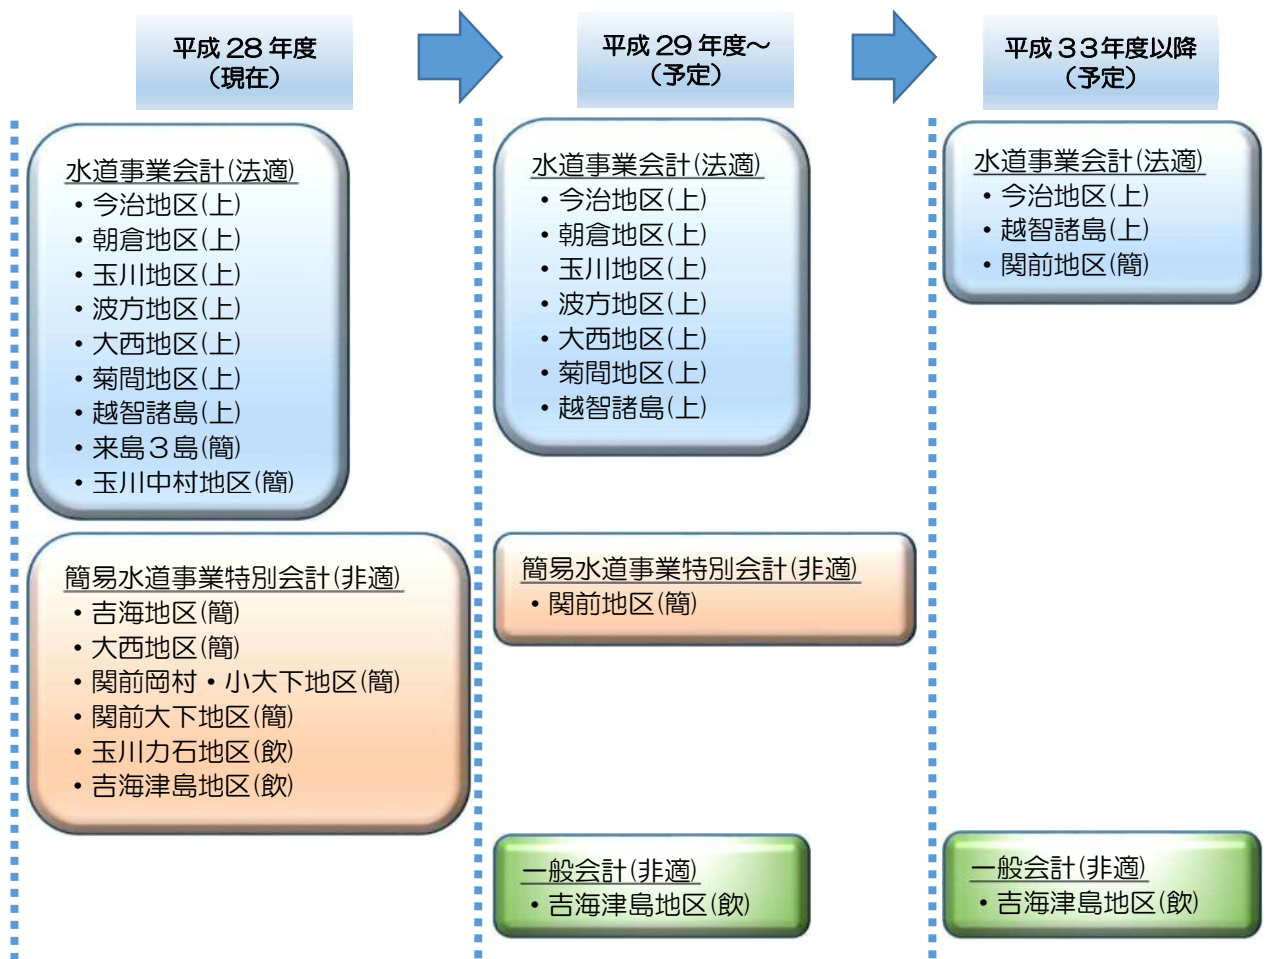 平成28年度
（現在）
水道事業会計(法適)
・今治地区(上)
・朝倉地区(上)
・玉川地区(上)
・波方地区(上)
・大西地区(上)
・菊間地区(上)
・越智諸島(上)
・来島３島(簡)
・玉川中村地区(簡)
簡易水道事業特別会計(非適)
・吉海地区(簡)
・大西地区(簡)
・関前岡村・小大下地区(簡)
・関前大下地区(簡)
・玉川力石地区(飲)
・吉海津島地区(飲)
平成29年度～
（予定）
水道事業会計(法適)
・今治地区(上)
・朝倉地区(上)
・玉川地区(上)
・波方地区(上)
・大西地区(上)
・菊間地区(上)
・越智諸島(上)
簡易水道事業特別会計(非適)
・関前地区(簡)
一般会計(非適)
・吉海津島地区(飲)
平成３３年度以降
（予定）
水道事業会計(法適)
・今治地区(上)
・越智諸島(上)
・関前地区(簡)
一般会計(非適)
・吉海津島地区(飲)